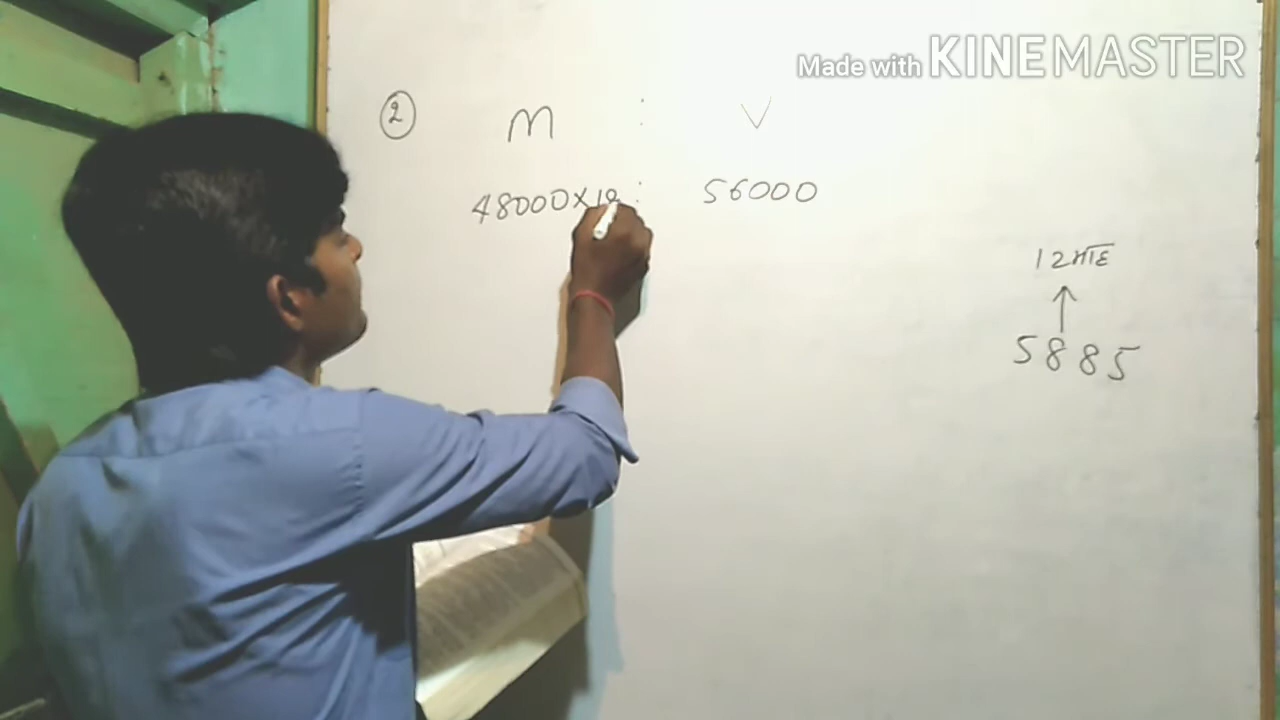 Made with KINEMASTER
② M : V
48000×12 : 56000
12माह
↑
5885